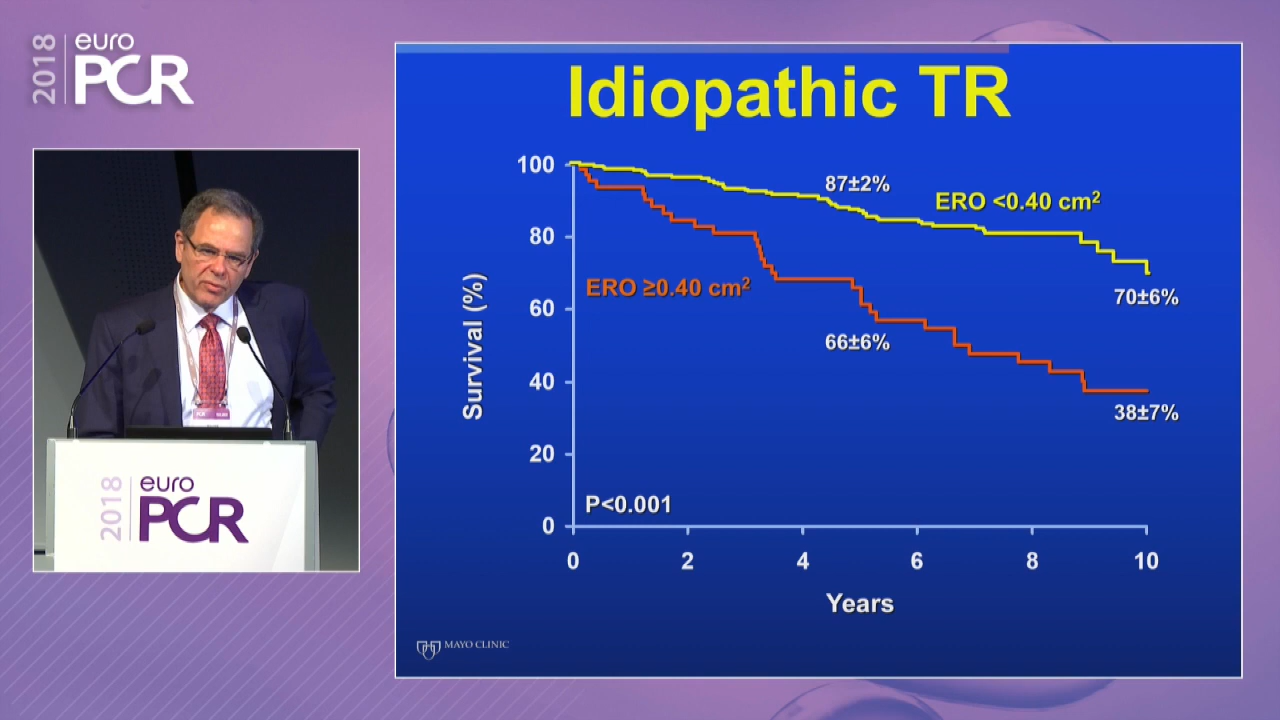 2018
euro
PCR
Idiopathic TR
100
80
60
40
20
0
Survival (%)
87±2%
ERO <0.40 cm²
70±6%
ERO ≥0.40 cm²
66±6%
38±7%
P<0.001
0 2 4 6 8 10
Years
MAYO CLINIC
PCR
2018
euro
PCR